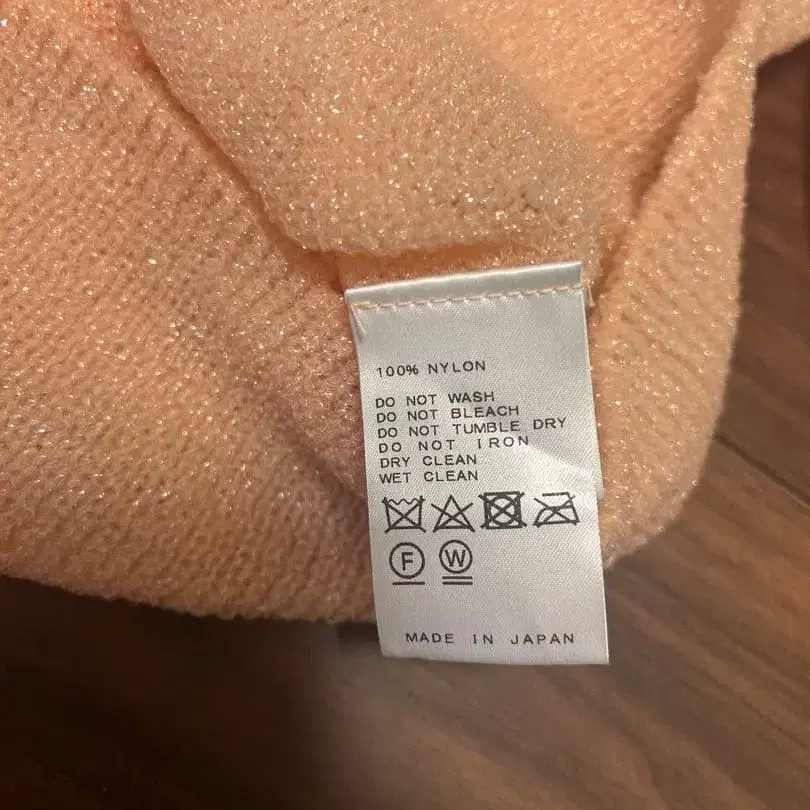 100% NYLON
DO NOT WASH
DO NOT BLEACH
DO NOT TUMBLE DRY
DO NOT IRON
DRY CLEAN
WET CLEAN
F W
MADE IN JAPAN